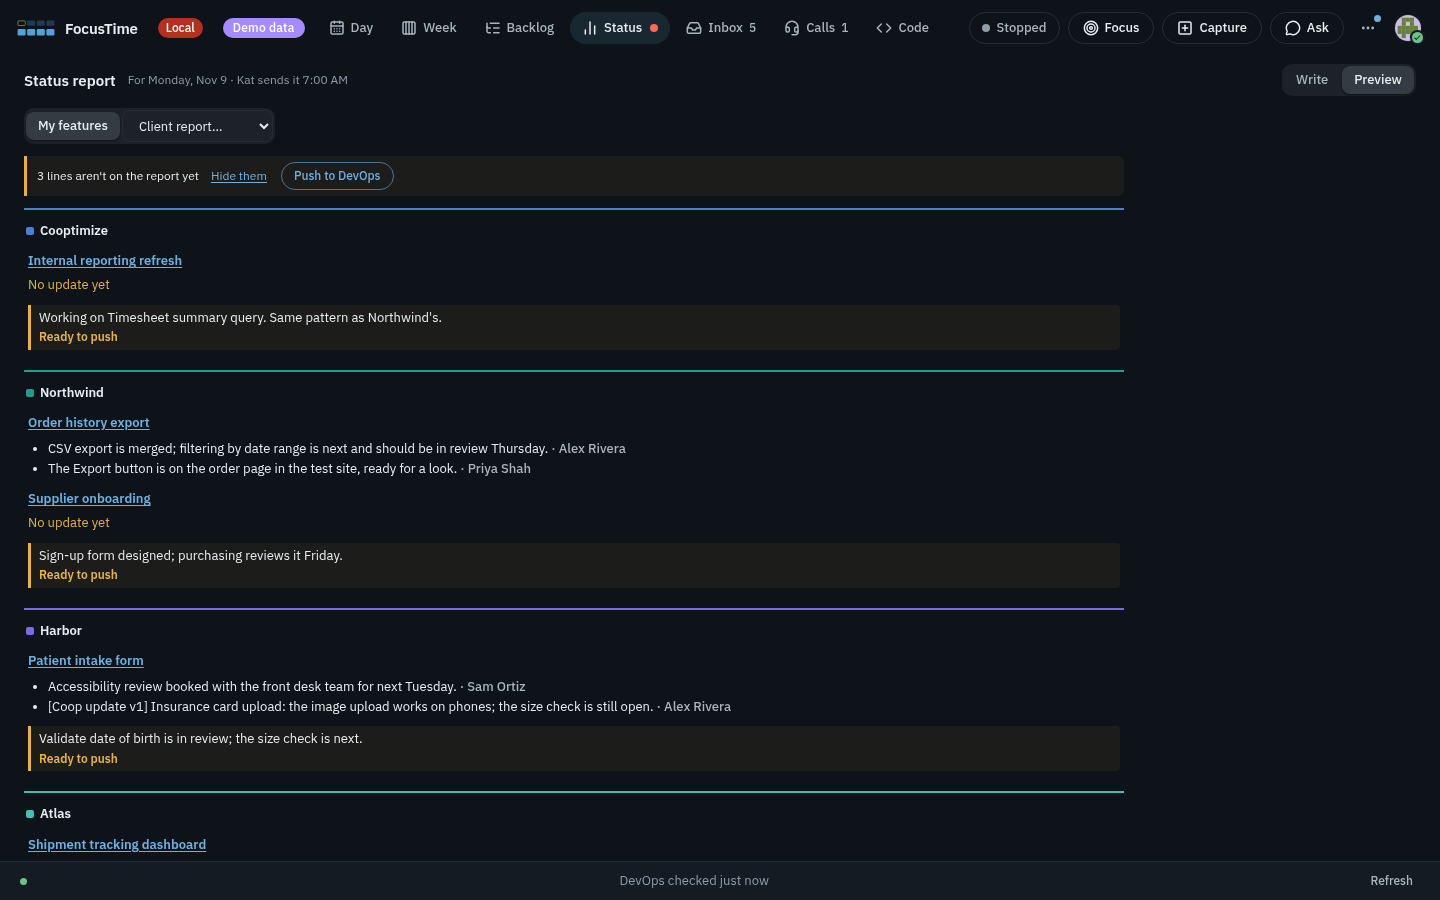 FocusTime Local Demo data Day Week Backlog Status Inbox 5 Calls 1 Code Stopped Focus Capture Ask
Status report For Monday, Nov 9 · Kat sends it 7:00 AM Write Preview
My features Client report...
3 lines aren't on the report yet Hide them Push to DevOps
Cooptimize
Internal reporting refresh
No update yet
Working on Timesheet summary query. Same pattern as Northwind's.
Ready to push
Northwind
Order history export
• CSV export is merged; filtering by date range is next and should be in review Thursday. · Alex Rivera
• The Export button is on the order page in the test site, ready for a look. · Priya Shah
Supplier onboarding
No update yet
Sign-up form designed; purchasing reviews it Friday.
Ready to push
Harbor
Patient intake form
• Accessibility review booked with the front desk team for next Tuesday. · Sam Ortiz
• [Coop update v1] Insurance card upload: the image upload works on phones; the size check is still open. · Alex Rivera
Validate date of birth is in review; the size check is next.
Ready to push
Atlas
Shipment tracking dashboard
DevOps checked just now Refresh